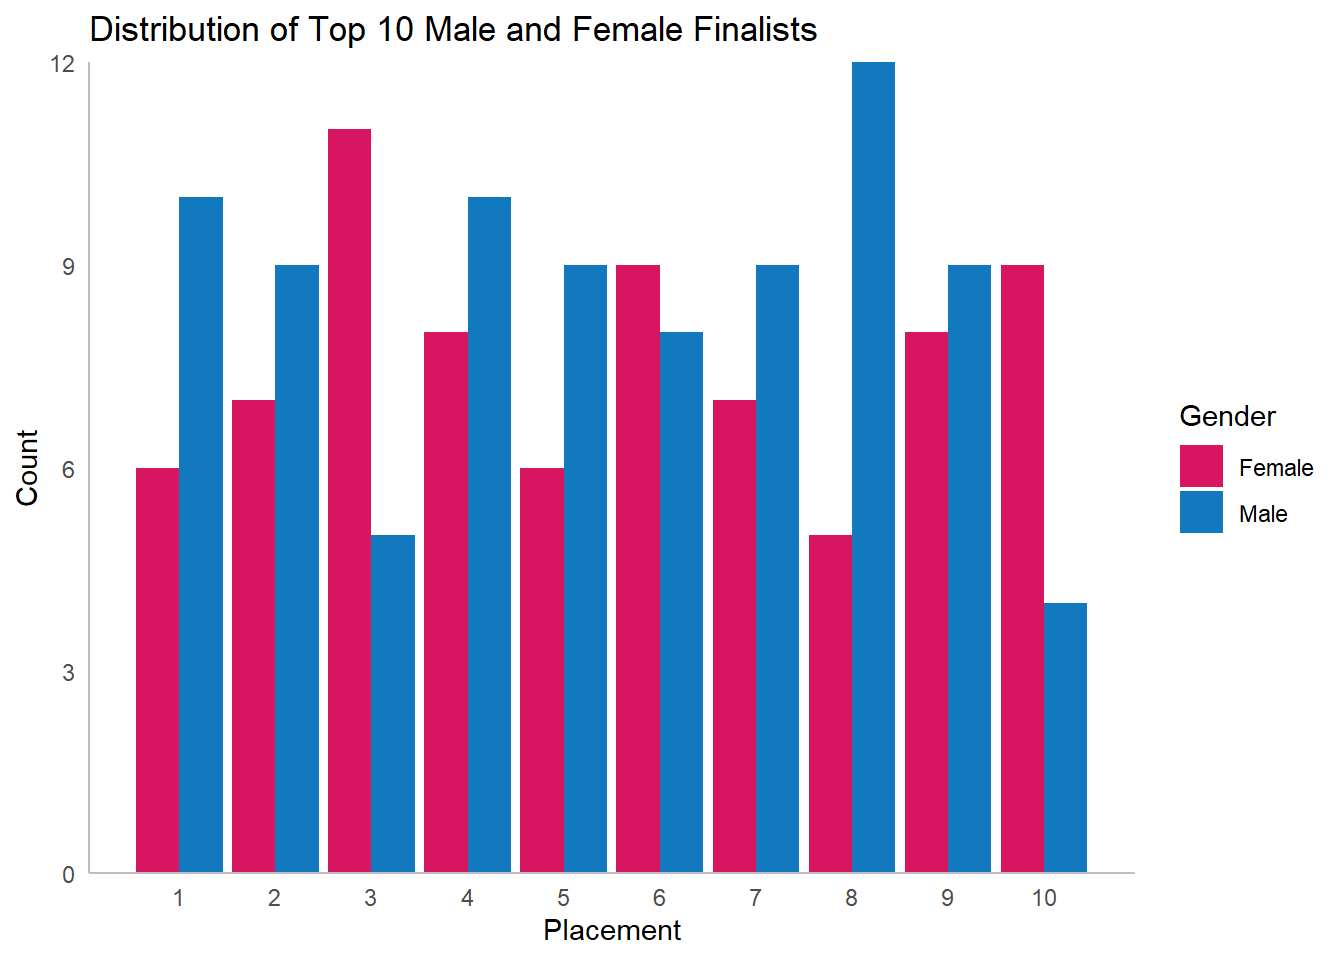 Distribution of Top 10 Male and Female Finalists
12
9
6
3
0
Count
1 2 3 4 5 6 7 8 9 10
Placement
Gender
Female
Male